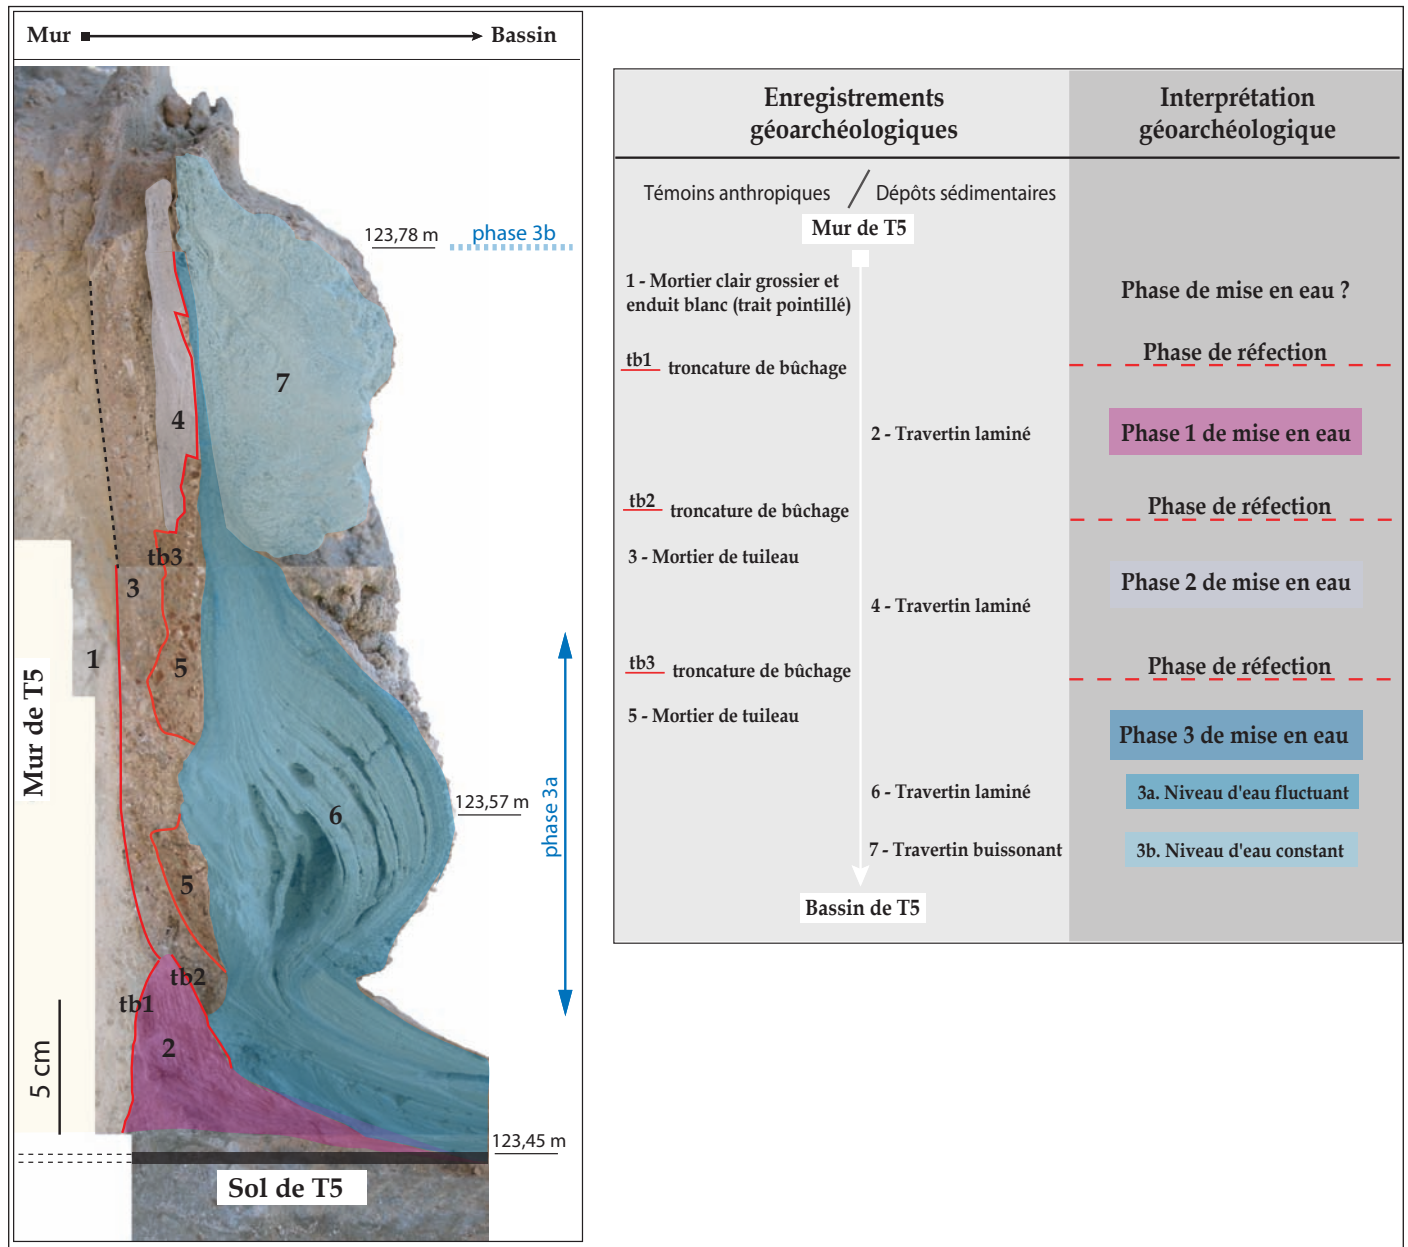 Mur
Bassin
123,78 m
phase 3b
7
4
tb3
3
1
5
Mur de T5
6
123,57 m
phase 3a
5
tb2
tb1
2
5 cm
123,45 m
Sol de T5
Enregistrements
géoarchéologiques
Interprétation
géoarchéologique
Témoins anthropiques / Dépôts sédimentaires
Mur de T5
1 - Mortier clair grossier et
enduit blanc (trait pointillé)
Phase de mise en eau ?
Phase de réfection
tb1 troncature de bûchage
2 - Travertin laminé
Phase 1 de mise en eau
tb2 troncature de bûchage
Phase de réfection
3 - Mortier de tuileau
Phase 2 de mise en eau
4 - Travertin laminé
tb3 troncature de bûchage
Phase de réfection
5 - Mortier de tuileau
Phase 3 de mise en eau
6 - Travertin laminé
3a. Niveau d'eau fluctuant
7 - Travertin buissonant
3b. Niveau d'eau constant
Bassin de T5